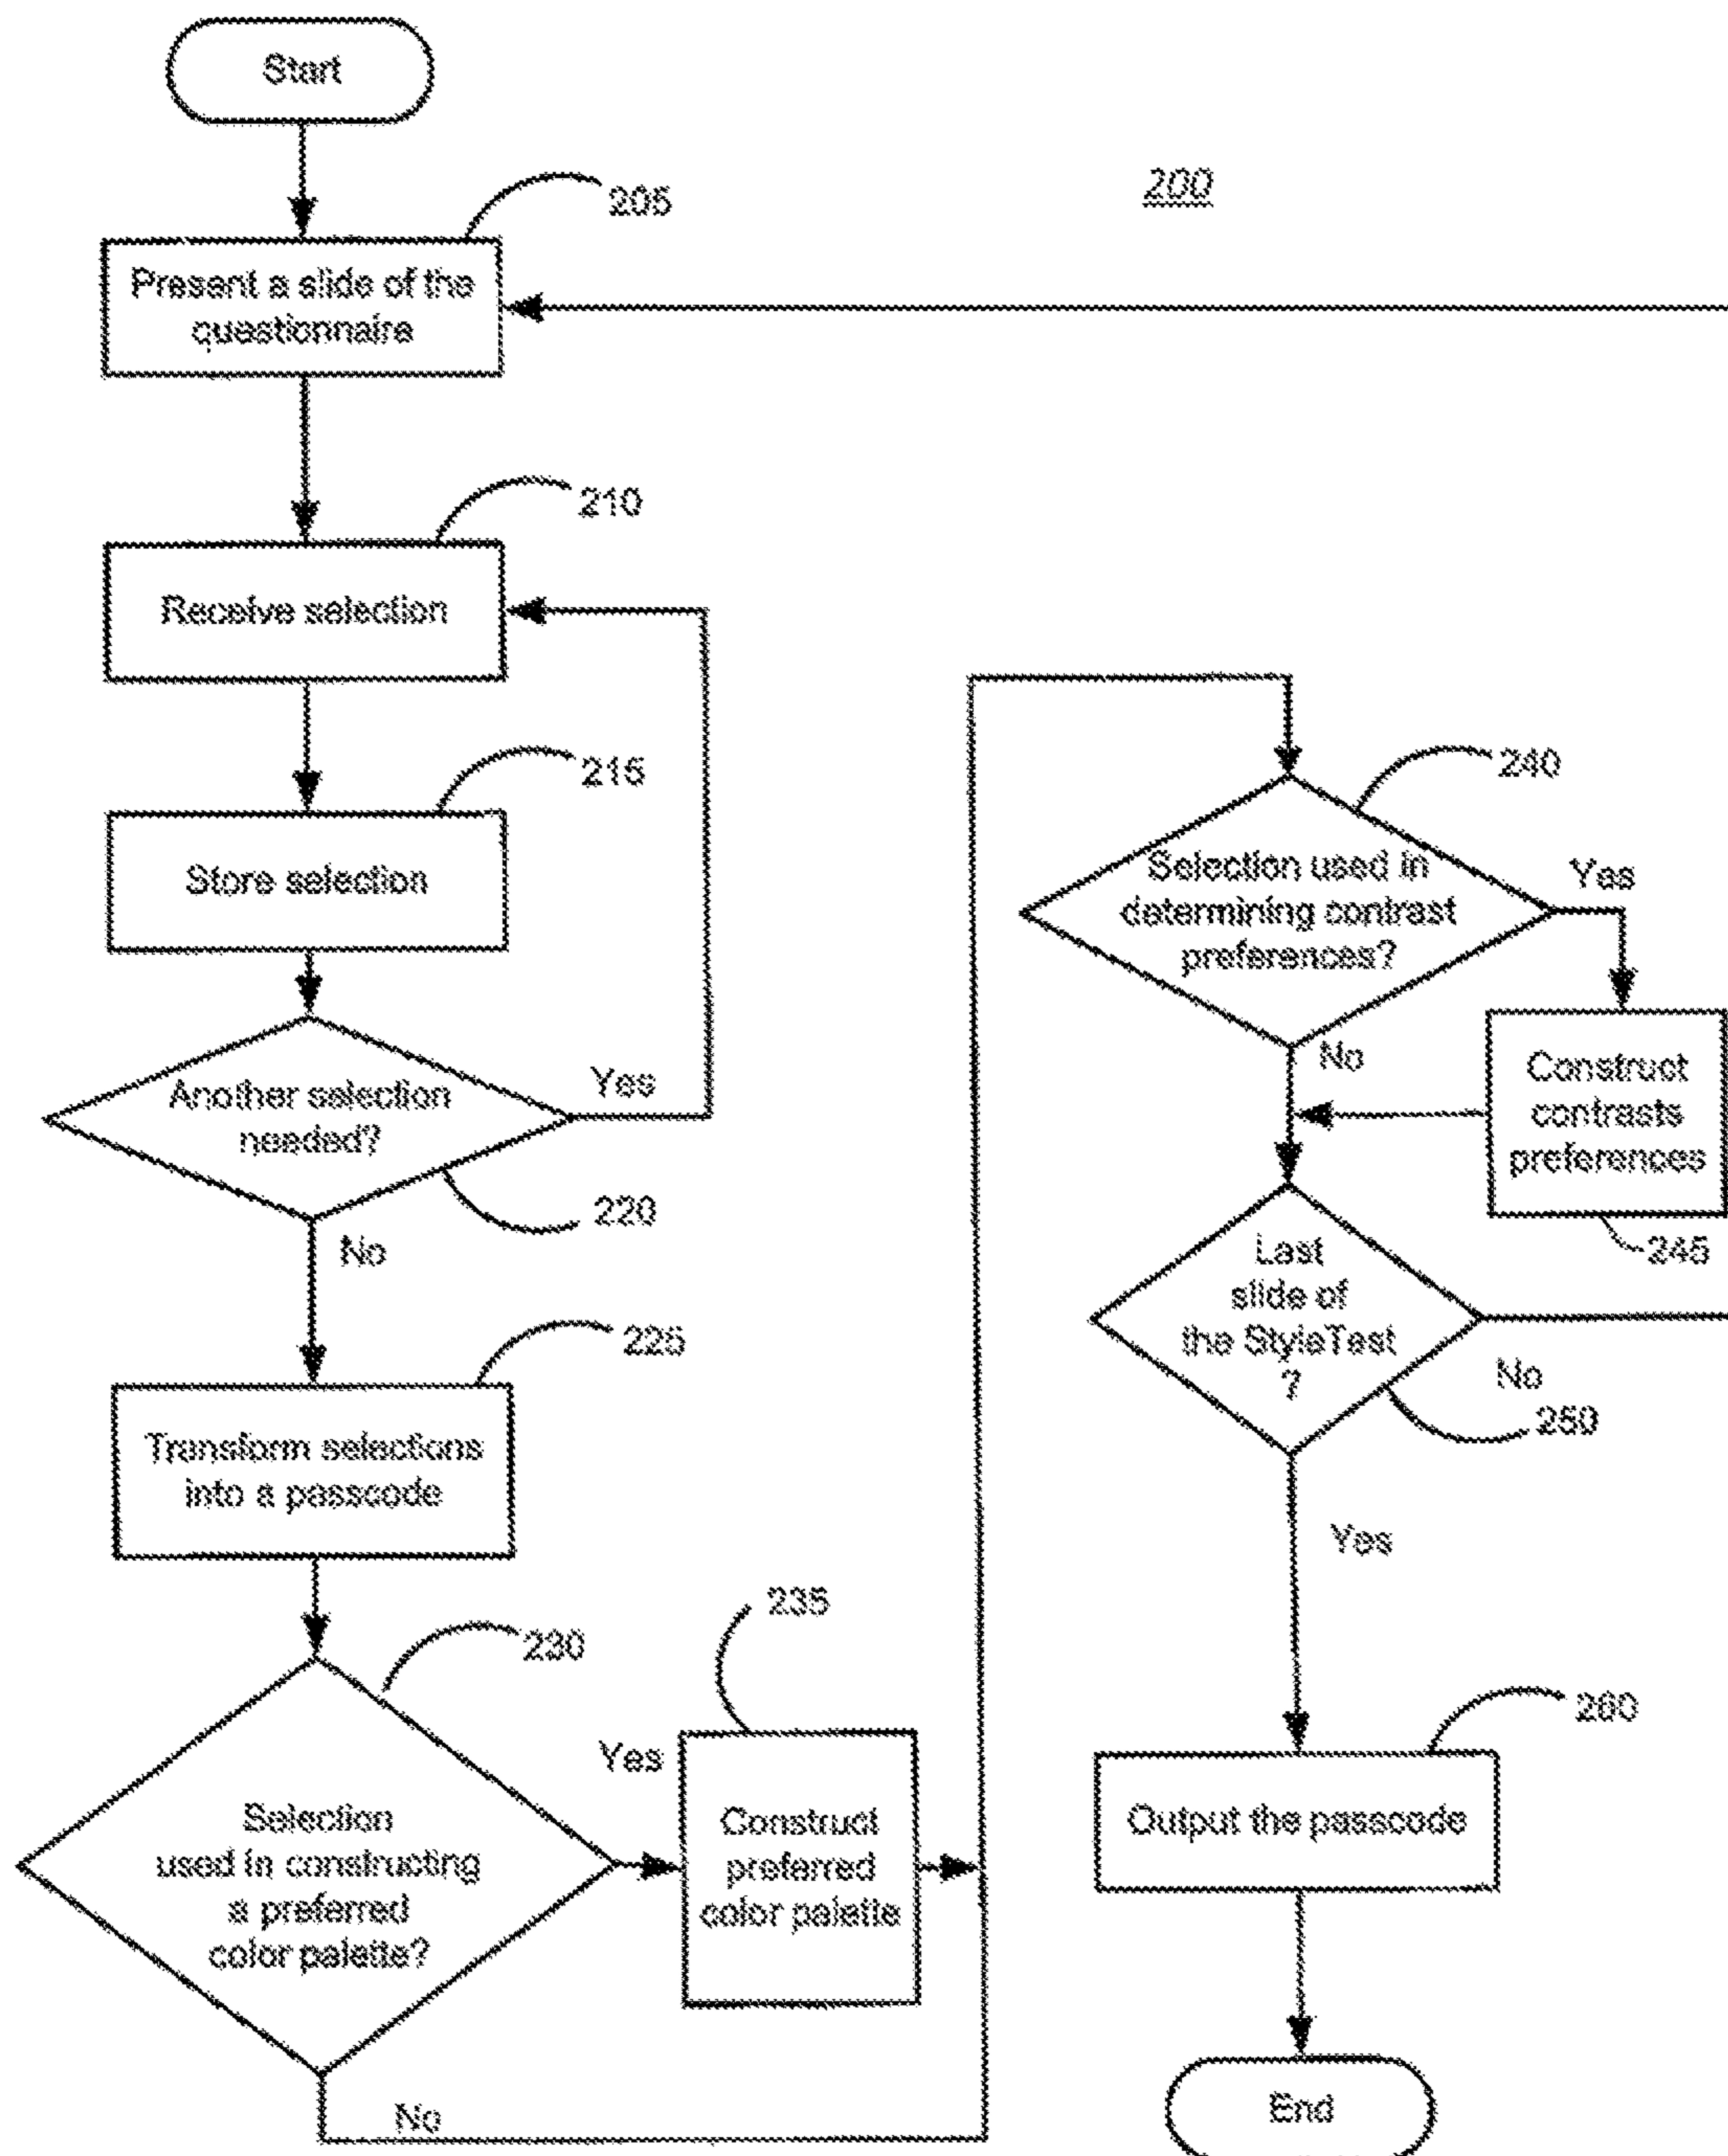 Start
200
205
Present a slide of the
questionnaire
210
Receive selection
215
Store selection
Another selection
needed?
Yes
220
No
225
Transform selections
into a passcode
230
235
Selection
used in constructing
a preferred
color palette?
Yes
Construct
preferred
color palette
No
240
Selection used in
determining contrast
preferences?
Yes
No
Construct
contrasts
preferences
245
Last
slide of
the StyleTest
?
No
250
Yes
260
Output the passcode
End